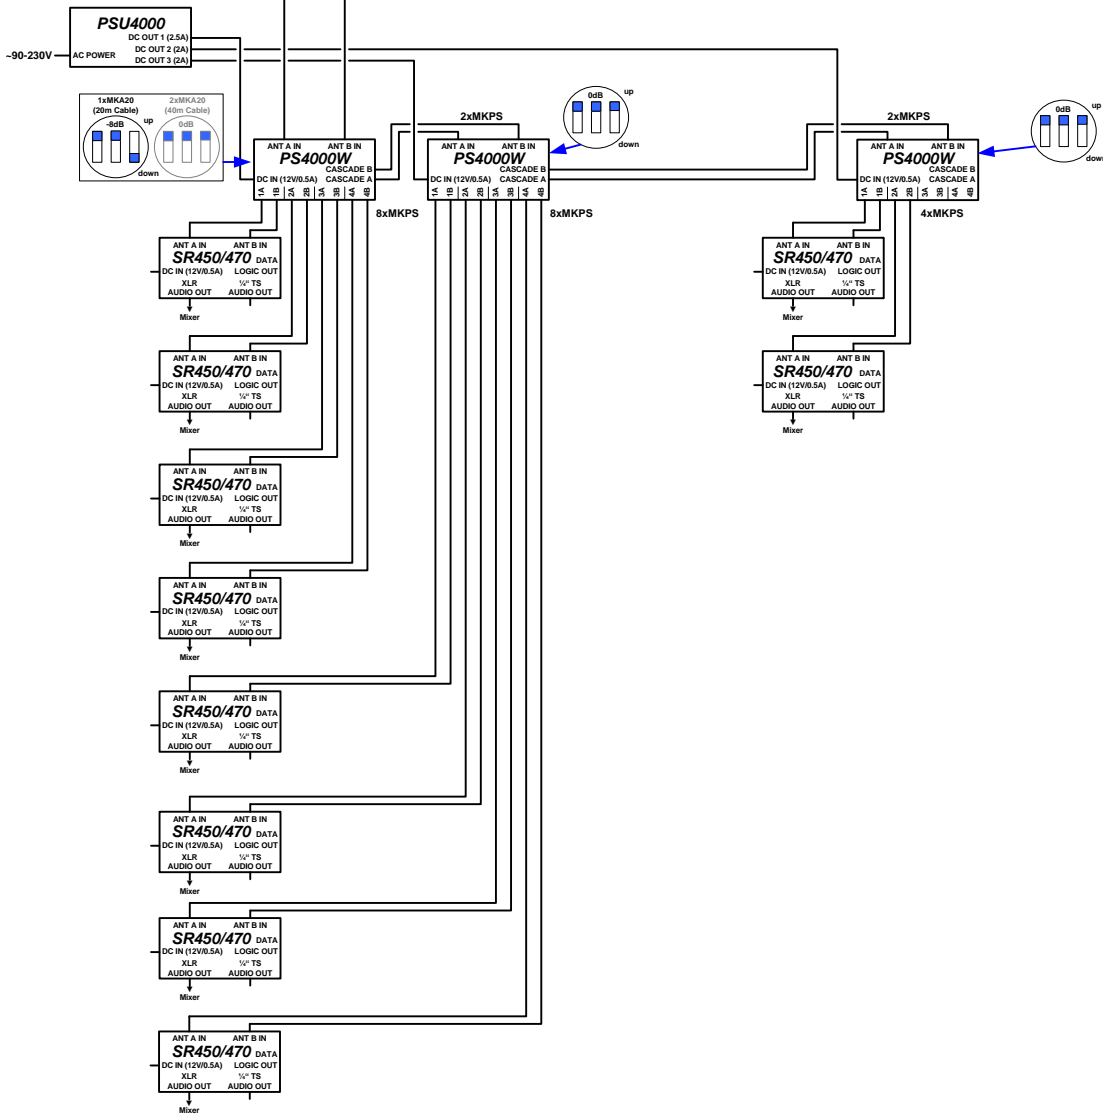 PSU4000
DC OUT 1 (2.5A)
DC OUT 2 (2A)
DC OUT 3 (2A)
~90-230V
AC POWER
1xMKA20
(20m Cable)
-8dB
up
down
2xMKA20
(40m Cable)
0dB
2xMKPS
0dB
up
down
2xMKPS
0dB
up
down
ANT A IN ANT B IN
PS4000W
CASCADE B
DC IN (12V/0.5A) CASCADE A
1A 1B 2A 2B 3A 3B 4A 4B
8xMKPS
ANT A IN ANT B IN
PS4000W
CASCADE B
DC IN (12V/0.5A) CASCADE A
1A 1B 2A 2B 3A 3B 4A 4B
8xMKPS
ANT A IN ANT B IN
PS4000W
CASCADE B
DC IN (12V/0.5A) CASCADE A
1A 1B 2A 2B 3A 3B 4A 4B
4xMKPS
ANT A IN ANT B IN
SR450/470 DATA
DC IN (12V/0.5A) LOGIC OUT
XLR ¼“ TS
AUDIO OUT AUDIO OUT
Mixer
ANT A IN ANT B IN
SR450/470 DATA
DC IN (12V/0.5A) LOGIC OUT
XLR ¼“ TS
AUDIO OUT AUDIO OUT
Mixer
ANT A IN ANT B IN
SR450/470 DATA
DC IN (12V/0.5A) LOGIC OUT
XLR ¼“ TS
AUDIO OUT AUDIO OUT
Mixer
ANT A IN ANT B IN
SR450/470 DATA
DC IN (12V/0.5A) LOGIC OUT
XLR ¼“ TS
AUDIO OUT AUDIO OUT
Mixer
ANT A IN ANT B IN
SR450/470 DATA
DC IN (12V/0.5A) LOGIC OUT
XLR ¼“ TS
AUDIO OUT AUDIO OUT
Mixer
ANT A IN ANT B IN
SR450/470 DATA
DC IN (12V/0.5A) LOGIC OUT
XLR ¼“ TS
AUDIO OUT AUDIO OUT
Mixer
ANT A IN ANT B IN
SR450/470 DATA
DC IN (12V/0.5A) LOGIC OUT
XLR ¼“ TS
AUDIO OUT AUDIO OUT
Mixer
ANT A IN ANT B IN
SR450/470 DATA
DC IN (12V/0.5A) LOGIC OUT
XLR ¼“ TS
AUDIO OUT AUDIO OUT
Mixer
ANT A IN ANT B IN
SR450/470 DATA
DC IN (12V/0.5A) LOGIC OUT
XLR ¼“ TS
AUDIO OUT AUDIO OUT
Mixer
ANT A IN ANT B IN
SR450/470 DATA
DC IN (12V/0.5A) LOGIC OUT
XLR ¼“ TS
AUDIO OUT AUDIO OUT
Mixer